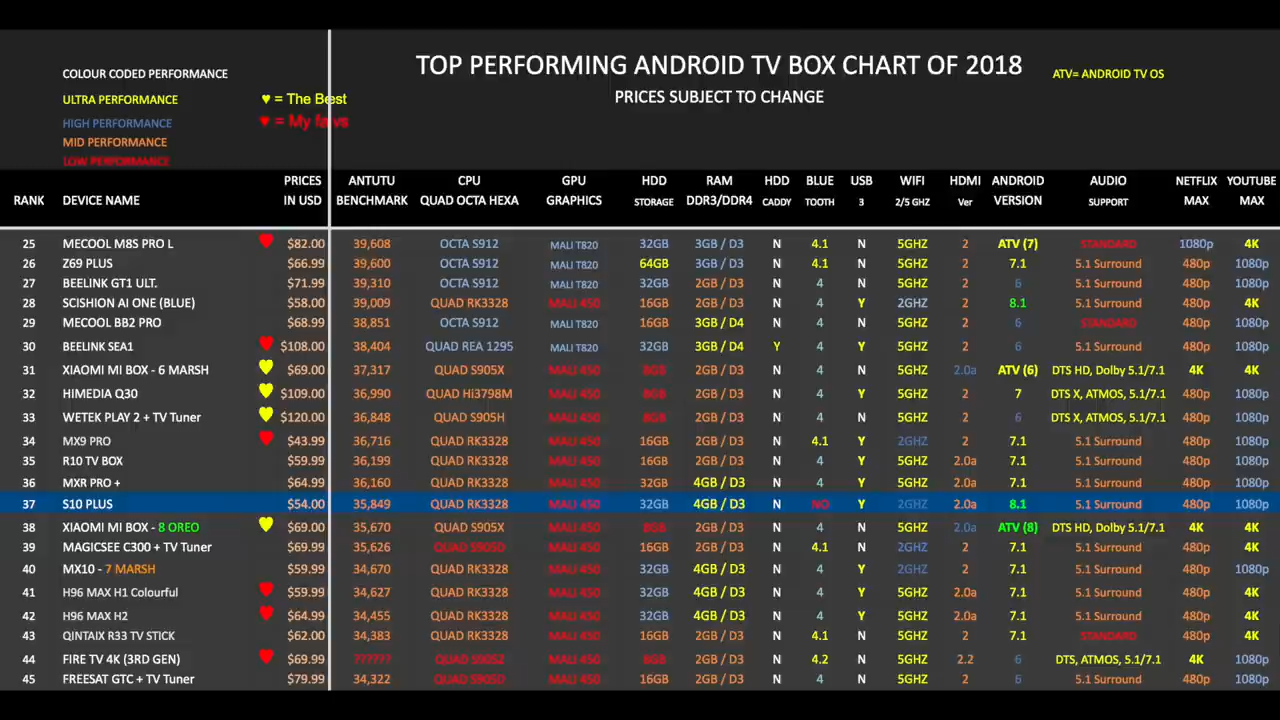 TOP PERFORMING ANDROID TV BOX CHART OF 2018
PRICES SUBJECT TO CHANGE
ATV= ANDROID TV OS
COLOUR CODED PERFORMANCE
ULTRA PERFORMANCE ♥ = The Best
HIGH PERFORMANCE ♥ = My favs
MID PERFORMANCE
LOW PERFORMANCE
PRICES ANTUTU CPU GPU HDD RAM HDD BLUE USB WIFI HDMI ANDROID AUDIO NETFLIX YOUTUBE
RANK DEVICE NAME IN USD BENCHMARK QUAD OCTA HEXA GRAPHICS STORAGE DDR3/DDR4 CADDY TOOTH 3 2/5 GHZ Ver VERSION SUPPORT MAX MAX
25 MECOOL M8S PRO L ♥ $82.00 39,608 OCTA S912 MALI T820 32GB 3GB / D3 N 4.1 N 5GHZ 2 ATV (7) STANDARD 1080p 4K
26 Z69 PLUS $66.99 39,600 OCTA S912 MALI T820 64GB 3GB / D3 N 4.1 N 5GHZ 2 7.1 5.1 Surround 480p 1080p
27 BEELINK GT1 ULT. $71.99 39,310 OCTA S912 MALI T820 32GB 2GB / D3 N 4 N 5GHZ 2 6 5.1 Surround 480p 1080p
28 SCISHION AI ONE (BLUE) $58.00 39,009 QUAD RK3328 MALI 450 16GB 2GB / D3 N 4 Y 2GHZ 2 8.1 5.1 Surround 480p 4K
29 MECOOL BB2 PRO $68.99 38,851 OCTA S912 MALI T820 16GB 3GB / D4 N 4 N 5GHZ 2 6 STANDARD 480p 1080p
30 BEELINK SEA1 ♥ $108.00 38,404 QUAD REA 1295 MALI T820 32GB 3GB / D4 Y 4 Y 5GHZ 2 6 5.1 Surround 480p 1080p
31 XIAOMI MI BOX - 6 MARSH ♥ $69.00 37,317 QUAD S905X MALI 450 8GB 2GB / D3 N 4 N 5GHZ 2.0a ATV (6) DTS HD, Dolby 5.1/7.1 4K 4K
32 HIMEDIA Q30 ♥ $109.00 36,990 QUAD Hi3798M MALI 450 8GB 2GB / D3 N 4 Y 5GHZ 2 7 DTS X, ATMOS, 5.1/7.1 480p 1080p
33 WETEK PLAY 2 + TV Tuner ♥ $120.00 36,848 QUAD S905H MALI 450 8GB 2GB / D3 N 4 N 5GHZ 2 6 DTS X, ATMOS, 5.1/7.1 480p 1080p
34 MX9 PRO ♥ $43.99 36,716 QUAD RK3328 MALI 450 16GB 2GB / D3 N 4.1 Y 2GHZ 2 7.1 5.1 Surround 480p 1080p
35 R10 TV BOX $59.99 36,199 QUAD RK3328 MALI 450 16GB 2GB / D3 N 4 Y 5GHZ 2.0a 7.1 5.1 Surround 480p 1080p
36 MXR PRO + $64.99 36,160 QUAD RK3328 MALI 450 32GB 4GB / D3 N 4 Y 5GHZ 2.0a 7.1 5.1 Surround 480p 1080p
37 S10 PLUS $54.00 35,849 QUAD RK3328 MALI 450 32GB 4GB / D3 N NO Y 2GHZ 2.0a 8.1 5.1 Surround 480p 1080p
38 XIAOMI MI BOX - 8 OREO ♥ $69.00 35,670 QUAD S905X MALI 450 8GB 2GB / D3 N 4 N 5GHZ 2.0a ATV (8) DTS HD, Dolby 5.1/7.1 4K 4K
39 MAGICSEE C300 + TV Tuner $69.99 35,626 QUAD S905D MALI 450 16GB 2GB / D3 N 4.1 N 2GHZ 2 7.1 5.1 Surround 480p 4K
40 MX10 - 7 MARSH $59.99 34,670 QUAD RK3328 MALI 450 32GB 4GB / D3 N 4 Y 2GHZ 2 7.1 5.1 Surround 480p 1080p
41 H96 MAX H1 Colourful ♥ $59.99 34,627 QUAD RK3328 MALI 450 32GB 4GB / D3 N 4 Y 5GHZ 2.0a 7.1 5.1 Surround 480p 4K
42 H96 MAX H2 ♥ $64.99 34,455 QUAD RK3328 MALI 450 32GB 4GB / D3 N 4 Y 5GHZ 2.0a 7.1 5.1 Surround 480p 4K
43 QINTAIX R33 TV STICK $62.00 34,383 QUAD RK3328 MALI 450 16GB 2GB / D3 N 4.1 N 5GHZ 2 7.1 STANDARD 480p 4K
44 FIRE TV 4K (3RD GEN) ♥ $69.99 ?????? QUAD S905Z MALI 450 8GB 2GB / D3 N 4.2 N 5GHZ 2.2 6 DTS, ATMOS, 5.1/7.1 4K 1080p
45 FREESAT GTC + TV Tuner $79.99 34,322 QUAD S905D MALI 450 16GB 2GB / D3 N 4 N 5GHZ 2 6 5.1 Surround 480p 1080p